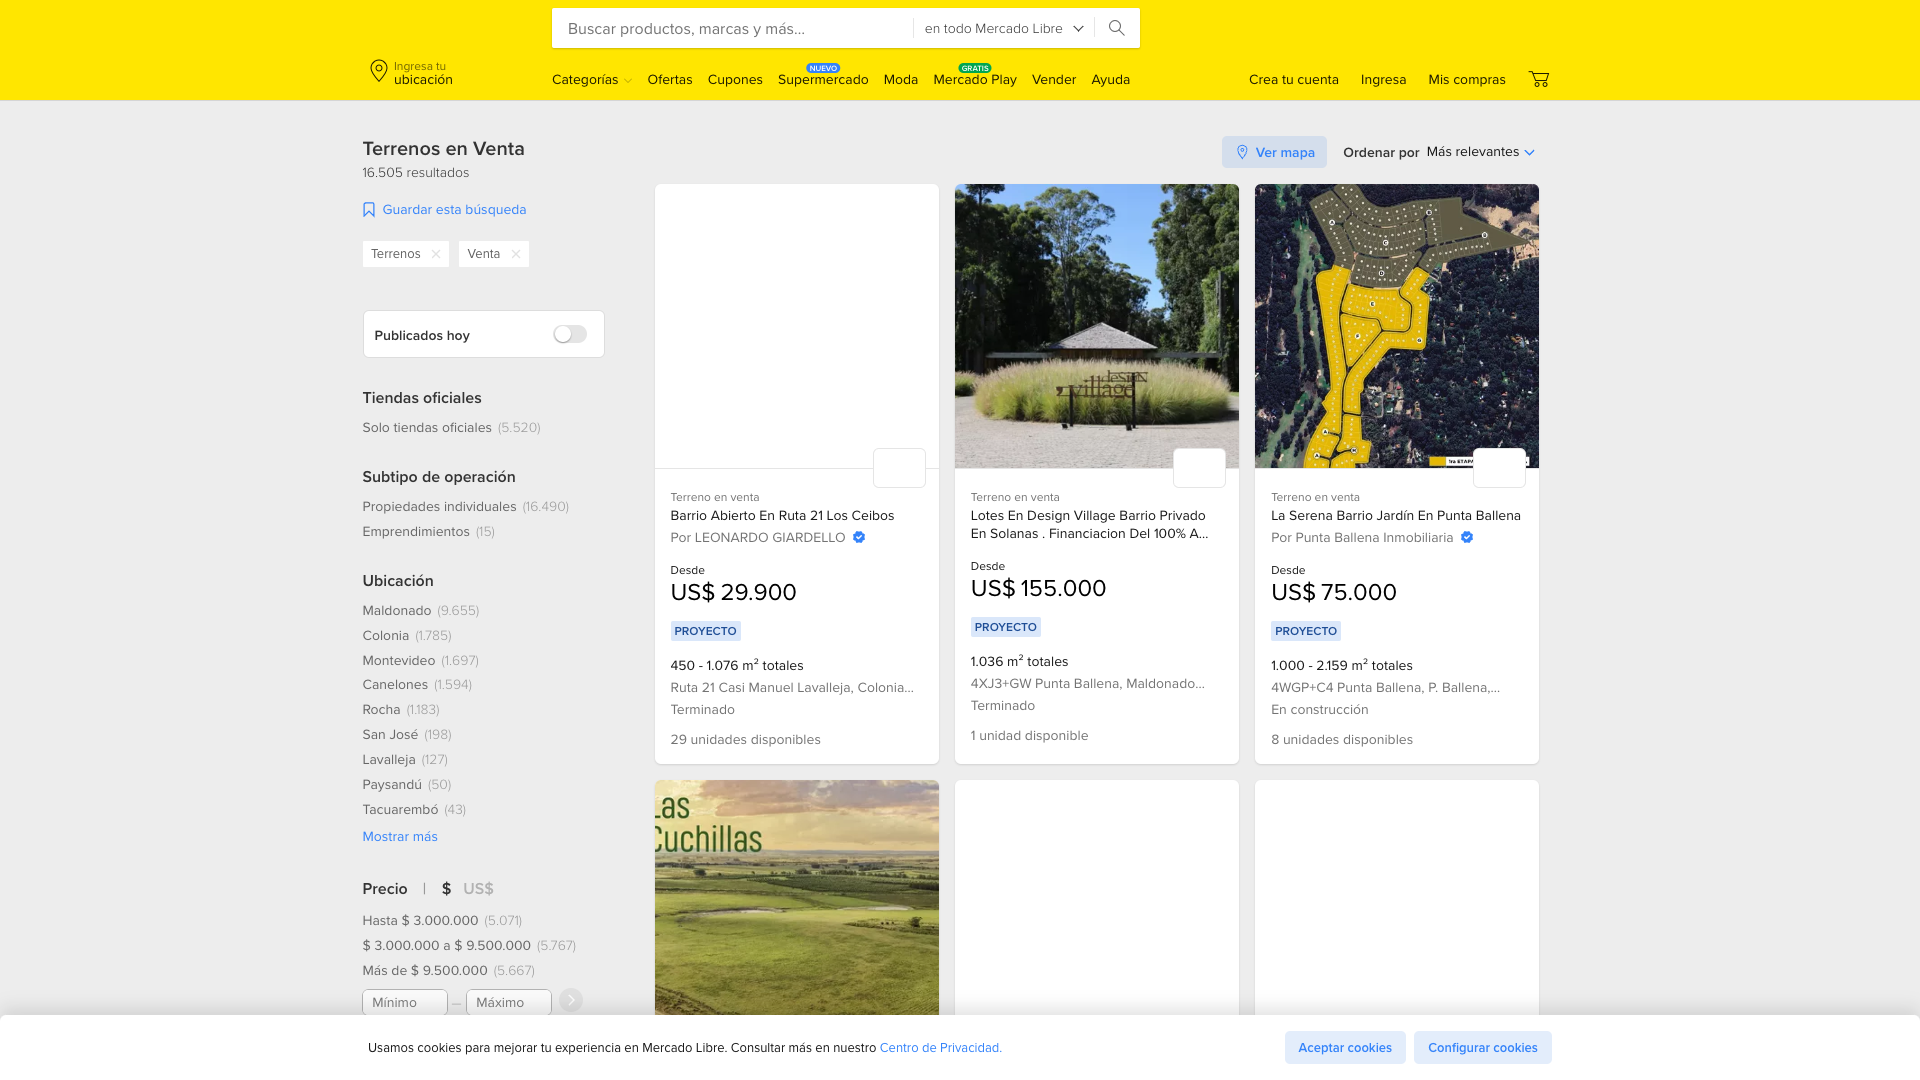 Buscar productos, marcas y más...
en todo Mercado Libre
Ingresa tu
ubicación
Categorías
Ofertas
Cupones
NUEVO
Supermercado
Moda
GRATIS
Mercado Play
Vender
Ayuda
Crea tu cuenta
Ingresa
Mis compras
Terrenos en Venta
16.505 resultados
Guardar esta búsqueda
Terrenos
Venta
Publicados hoy
Tiendas oficiales
Solo tiendas oficiales (5.520)
Subtipo de operación
Propiedades individuales (16.490)
Emprendimientos (15)
Ubicación
Maldonado (9.655)
Colonia (1.785)
Montevideo (1.697)
Canelones (1.594)
Rocha (1.183)
San José (198)
Lavalleja (127)
Paysandú (50)
Tacuarembó (43)
Mostrar más
Precio | $ US$
Hasta $ 3.000.000 (5.071)
$ 3.000.000 a $ 9.500.000 (5.767)
Más de $ 9.500.000 (5.667)
Mínimo — Máximo
Ver mapa
Ordenar por Más relevantes
Terreno en venta
Barrio Abierto En Ruta 21 Los Ceibos
Por LEONARDO GIARDELLO
Desde
US$ 29.900
PROYECTO
450 - 1.076 m² totales
Ruta 21 Casi Manuel Lavalleja, Colonia...
Terminado
29 unidades disponibles
design
village
Terreno en venta
Lotes En Design Village Barrio Privado
En Solanas . Financiacion Del 100% A...
Desde
US$ 155.000
PROYECTO
1.036 m² totales
4XJ3+GW Punta Ballena, Maldonado...
Terminado
1 unidad disponible
1ra ETAPA
Terreno en venta
La Serena Barrio Jardín En Punta Ballena
Por Punta Ballena Inmobiliaria
Desde
US$ 75.000
PROYECTO
1.000 - 2.159 m² totales
4WGP+C4 Punta Ballena, P. Ballena,...
En construcción
8 unidades disponibles
Las
Cuchillas
Usamos cookies para mejorar tu experiencia en Mercado Libre. Consultar más en nuestro Centro de Privacidad.
Aceptar cookies
Configurar cookies